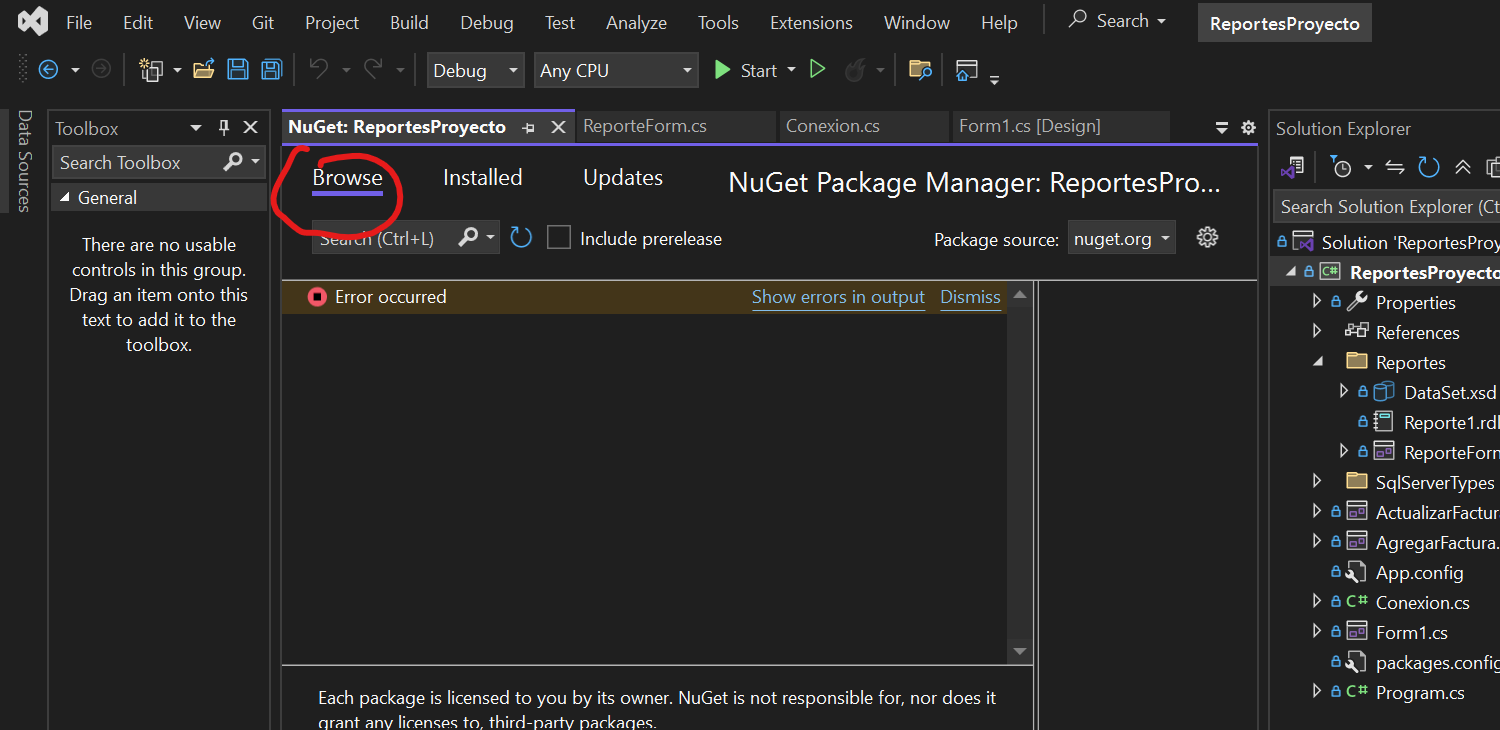 File Edit View Git Project Build Debug Test Analyze Tools Extensions Window Help Search ReportesProyecto
Debug Any CPU Start
Data Sources
Toolbox
Search Toolbox
General
There are no usable
controls in this group.
Drag an item onto this
text to add it to the
toolbox.
NuGet: ReportesProyecto ReporteForm.cs Conexion.cs Form1.cs [Design]
Browse Installed Updates NuGet Package Manager: ReportesPro...
Search (Ctrl+L) Include prerelease Package source: nuget.org
Error occurred Show errors in output Dismiss
Each package is licensed to you by its owner. NuGet is not responsible for, nor does it
grant any licenses to, third-party packages.
Solution Explorer
Search Solution Explorer (Ct
Solution 'ReportesProy
C# ReportesProyecto
Properties
References
Reportes
DataSet.xsd
Reporte1.rdl
ReporteForm
SqlServerTypes
ActualizarFactura
AgregarFactura.
App.config
C# Conexion.cs
Form1.cs
packages.config
C# Program.cs